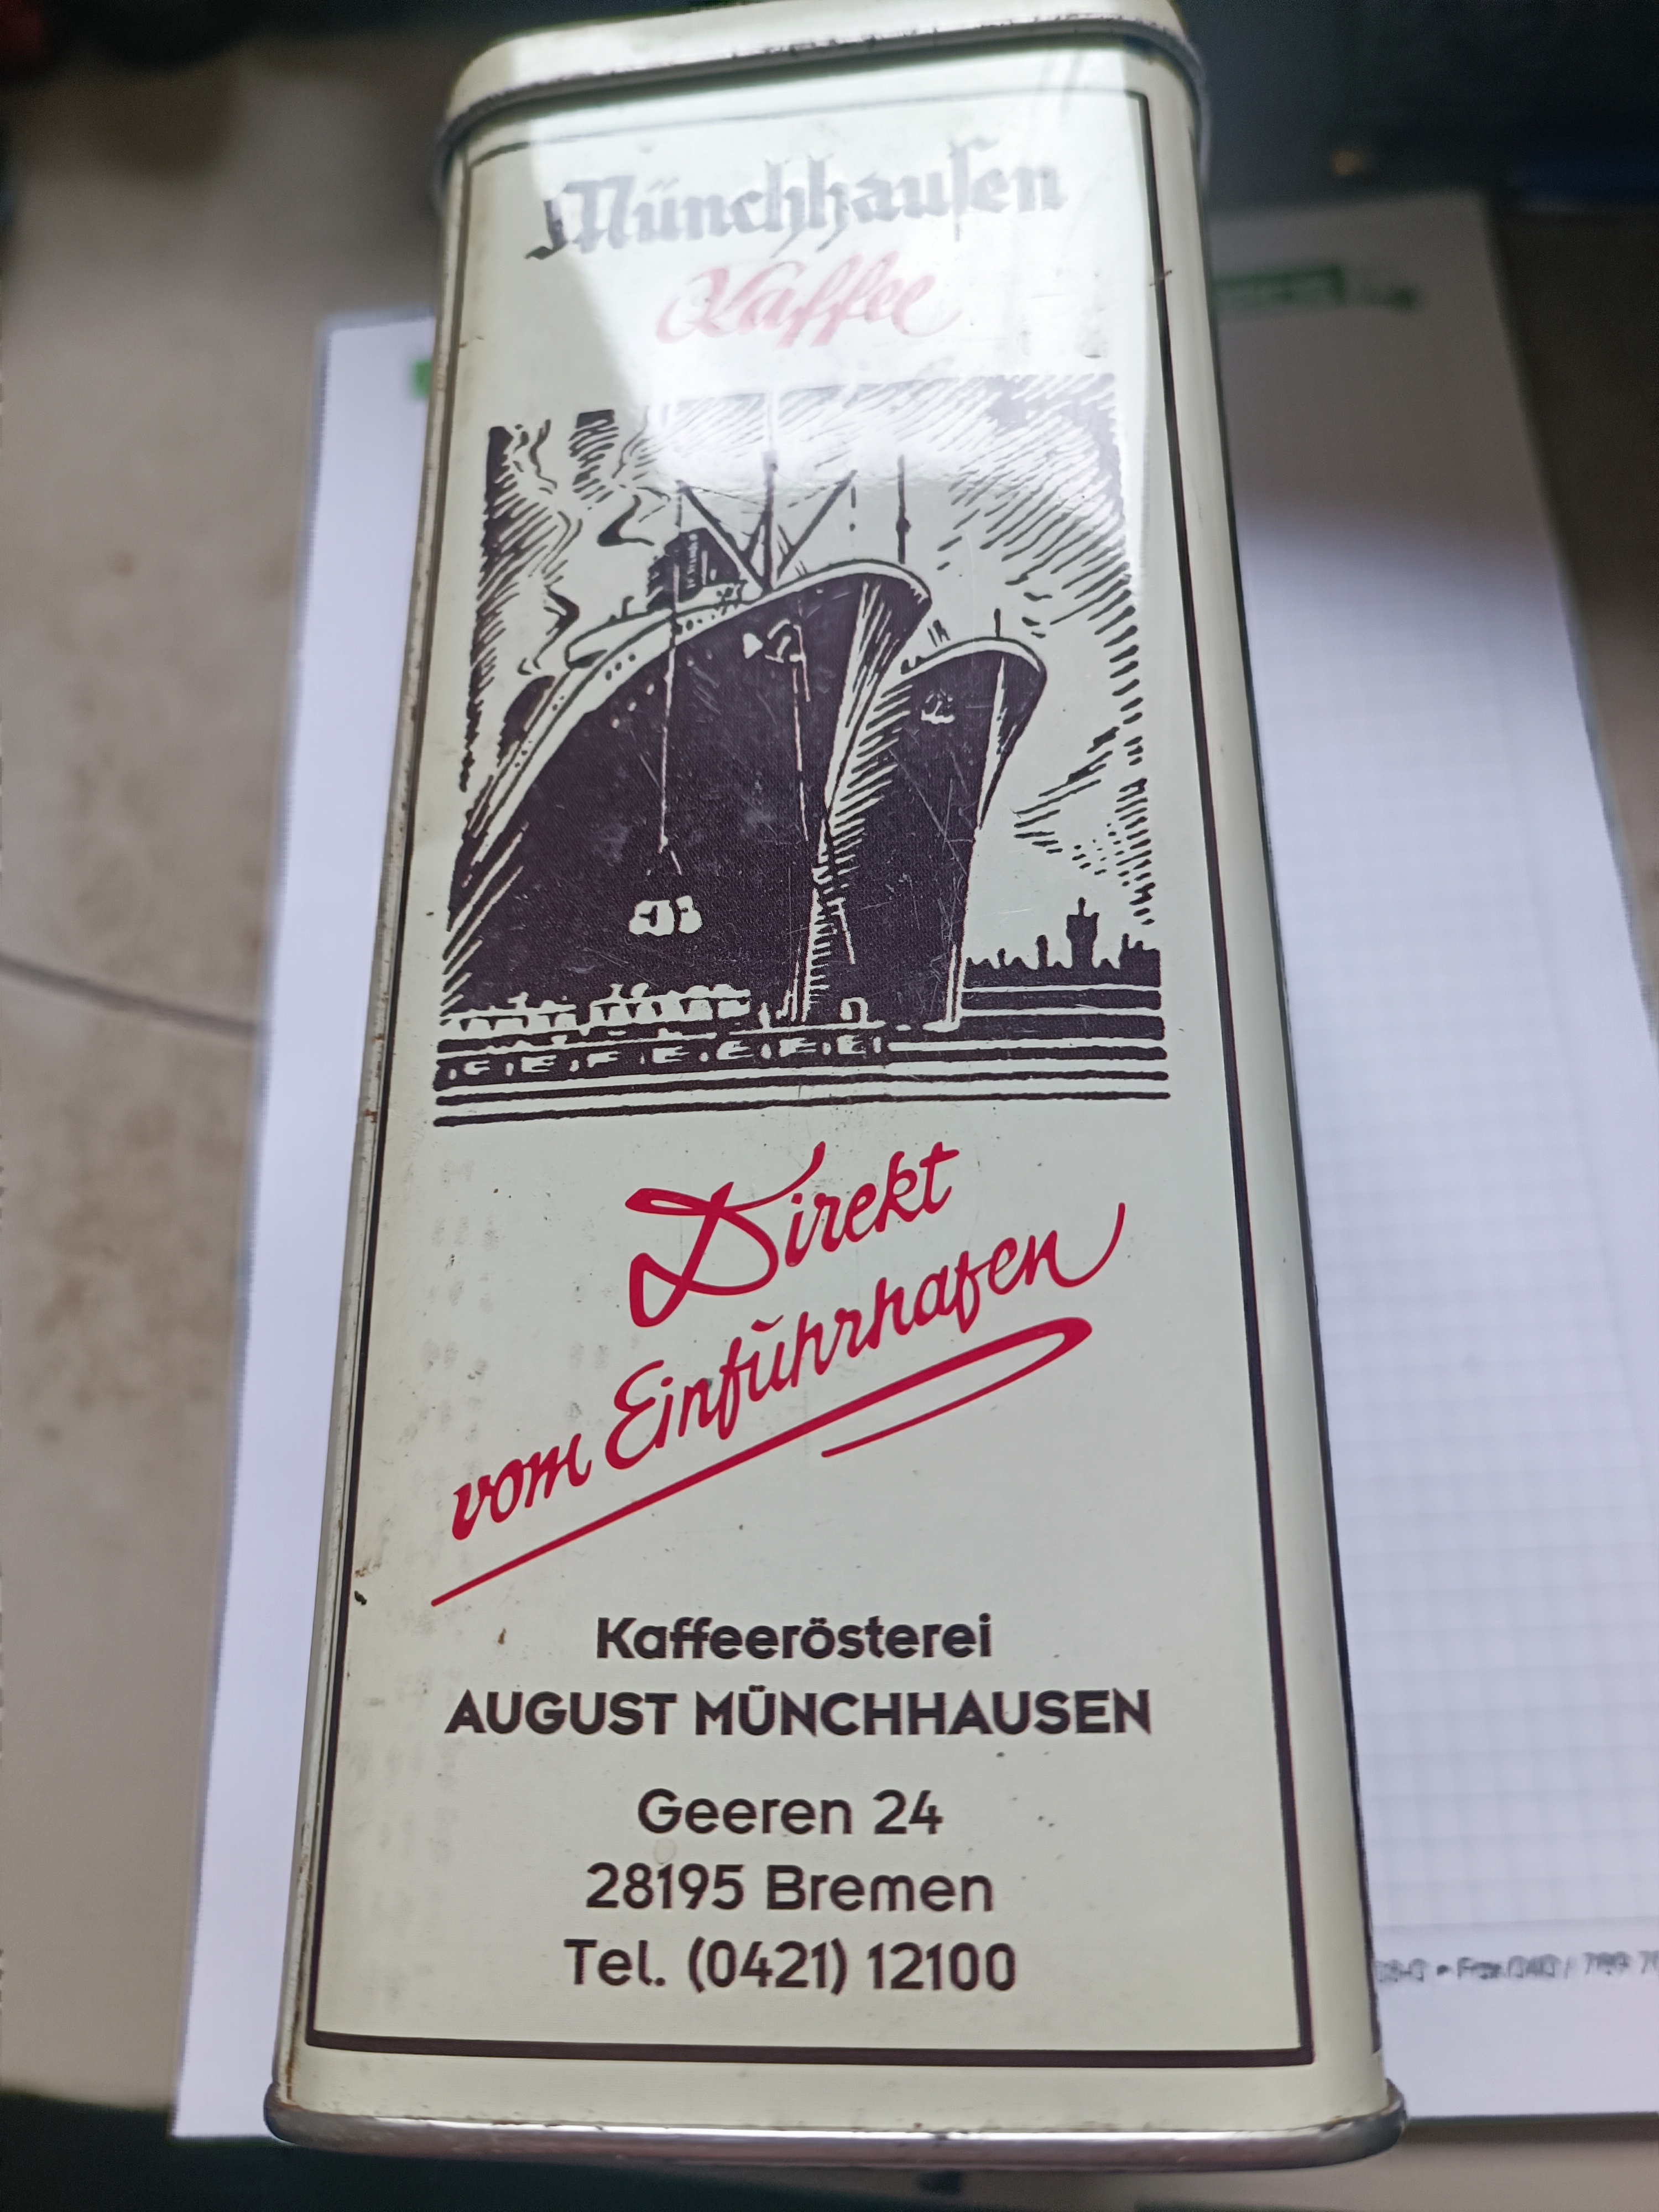 Münchhausen
Kaffee
Direkt
vom Einfuhrhafen
Kaffeerösterei
AUGUST MÜNCHHAUSEN
Geeren 24
28195 Bremen
Tel. (0421) 12100